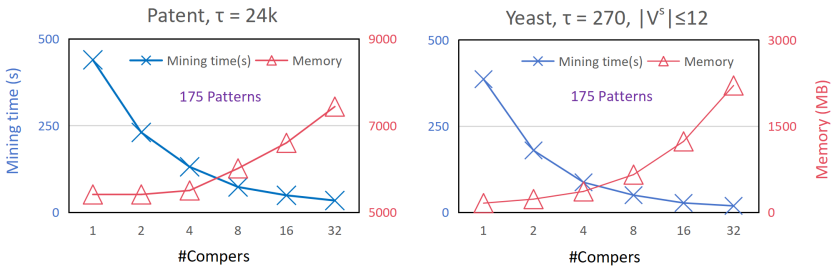 Patent, τ = 24k
500
250
0
Mining time (s)
Mining time(s)
Memory
175 Patterns
9000
7000
5000
1 2 4 8 16 32
#Compers
Yeast, τ = 270, |Vˢ|≤12
500
250
0
Mining time(s)
Memory
175 Patterns
3000
1500
0
Memory (MB)
1 2 4 8 16 32
#Compers